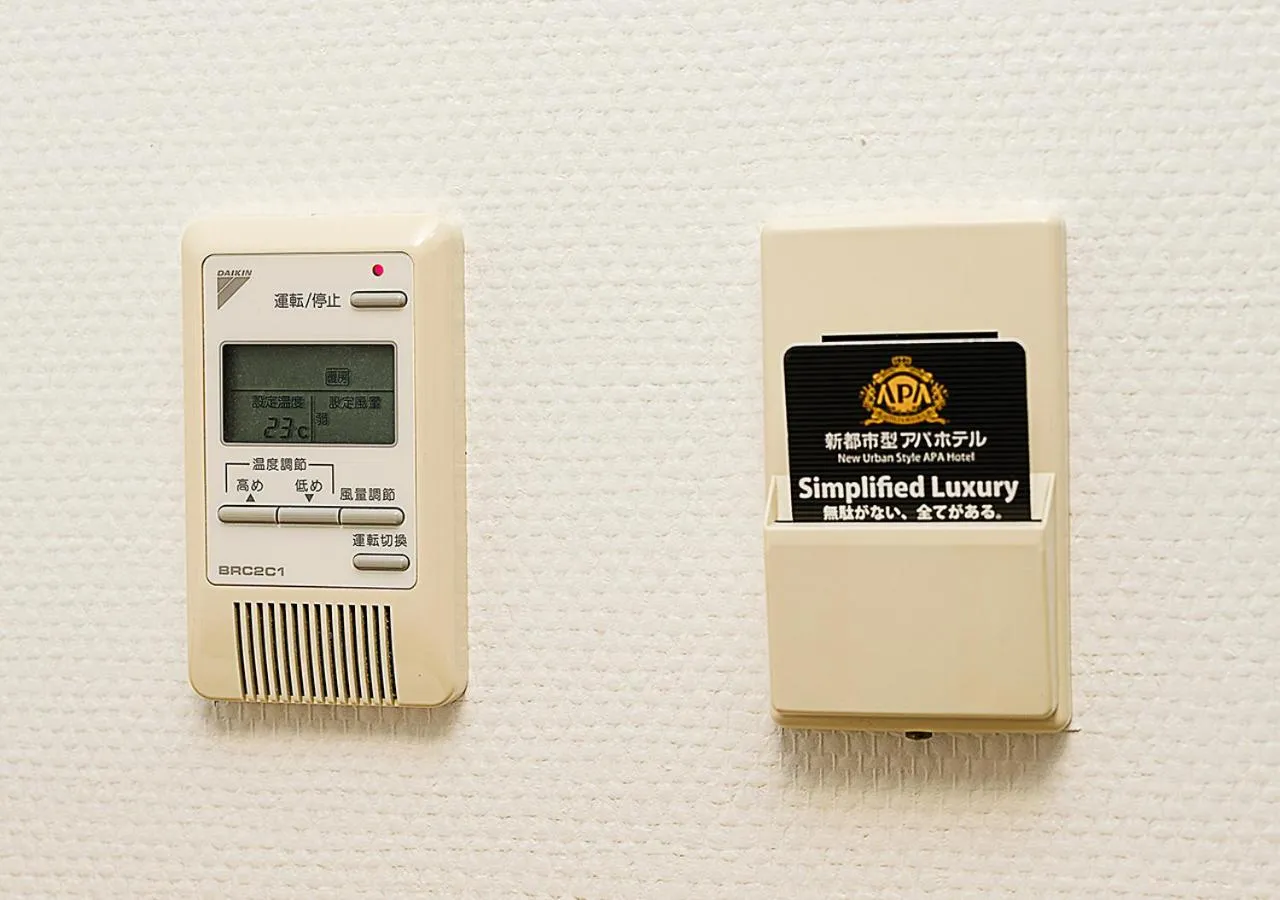 DAIKIN
運転/停止
暖房
設定温度 設定風量
23℃ 弱
温度調節
高め 低め 風量調節
▲ ▼
運転切換
BRC2C1
APA
新都市型アパホテル
New Urban Style APA Hotel
Simplified Luxury
無駄がない、全てがある。